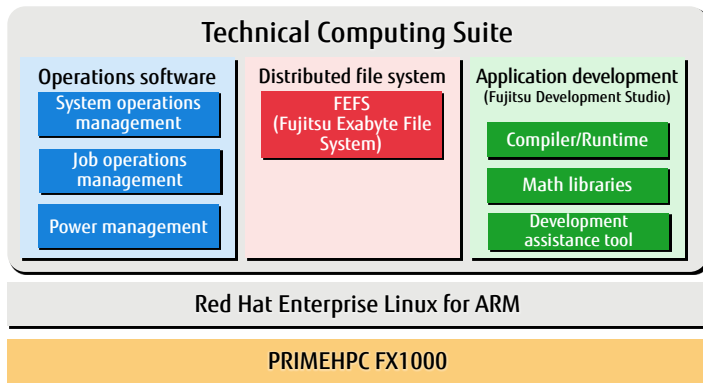 Technical Computing Suite
Operations software
System operations
management
Job operations
management
Power management
Distributed file system
FEFS
(Fujitsu Exabyte File
System)
Application development
(Fujitsu Development Studio)
Compiler/Runtime
Math libraries
Development
assistance tool
Red Hat Enterprise Linux for ARM
PRIMEHPC FX1000